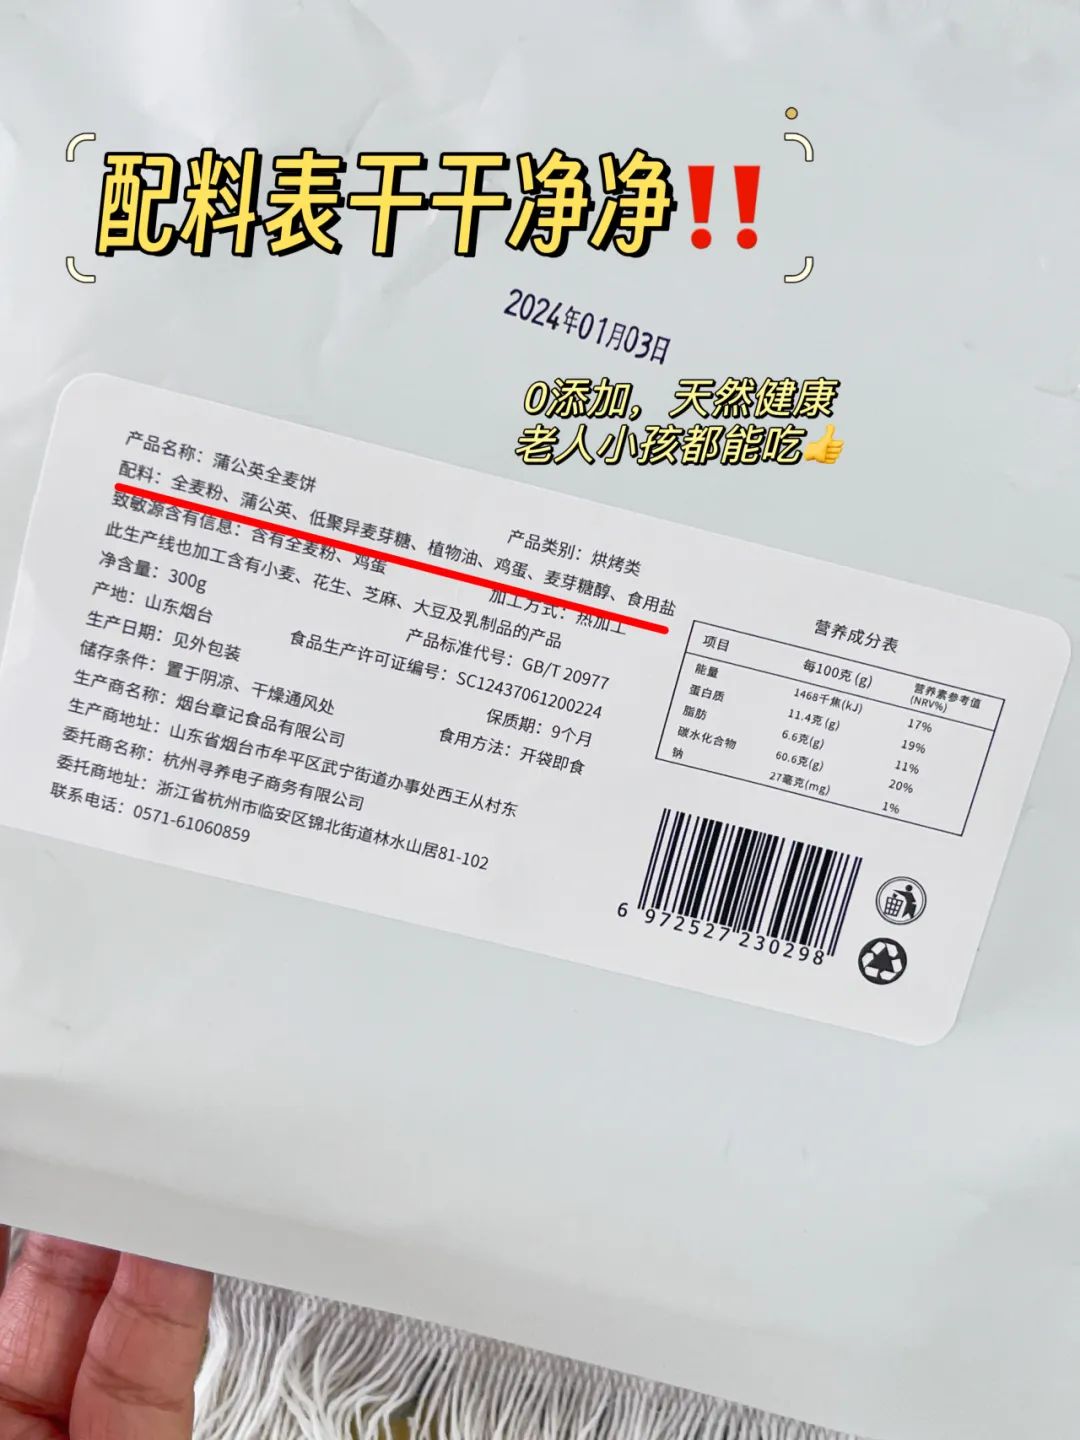 配料表干干净净‼️
2024年01月03日
0添加，天然健康
老人小孩都能吃👍
产品名称：蒲公英全麦饼
产品类别：烘烤类
配料：全麦粉、蒲公英、低聚异麦芽糖、植物油、鸡蛋、麦芽糖醇、食用盐
致敏源含有信息：含有全麦粉、鸡蛋
加工方式：热加工
此生产线也加工含有小麦、花生、芝麻、大豆及乳制品的产品
净含量：300g
产品标准代号：GB/T 20977
产地：山东烟台
食品生产许可证编号：SC12437061200224
生产日期：见外包装
保质期：9个月
储存条件：置于阴凉、干燥通风处
食用方法：开袋即食
生产商名称：烟台章记食品有限公司
生产商地址：山东省烟台市牟平区武宁街道办事处西王从村东
委托商名称：杭州寻养电子商务有限公司
委托商地址：浙江省杭州市临安区锦北街道林水山居81-102
联系电话：0571-61060859
营养成分表
项目 每100克(g) 营养素参考值(NRV%)
能量 1468千焦(kJ) 17%
蛋白质 11.4克(g) 19%
脂肪 6.6克(g) 11%
碳水化合物 60.6克(g) 20%
钠 27毫克(mg) 1%
6 972527 230298